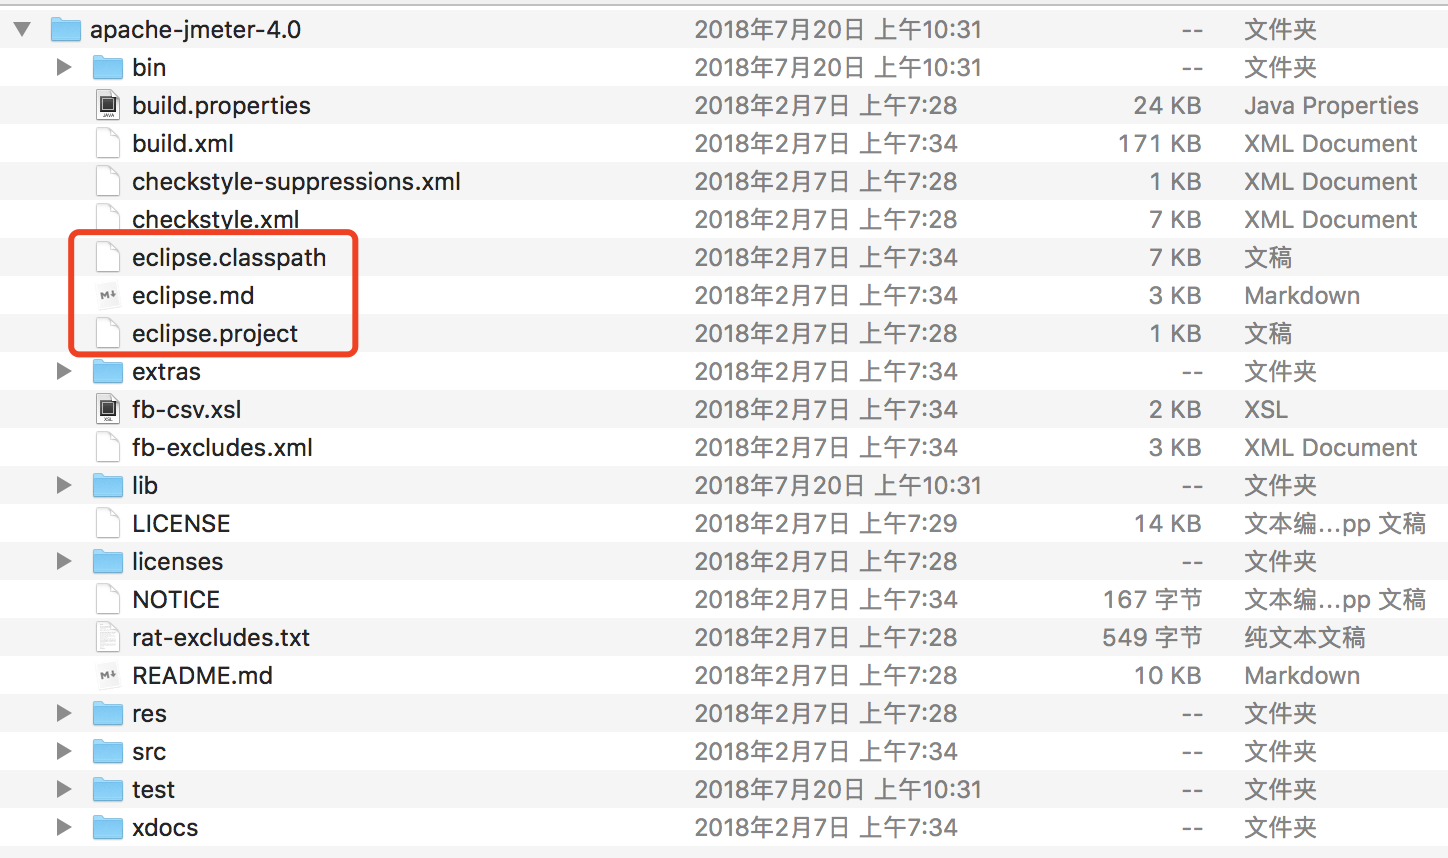 apache-jmeter-4.0 2018年7月20日 上午10:31 -- 文件夹
bin 2018年7月20日 上午10:31 -- 文件夹
build.properties 2018年2月7日 上午7:28 24 KB Java Properties
build.xml 2018年2月7日 上午7:34 171 KB XML Document
checkstyle-suppressions.xml 2018年2月7日 上午7:28 1 KB XML Document
checkstyle.xml 2018年2月7日 上午7:28 7 KB XML Document
eclipse.classpath 2018年2月7日 上午7:34 7 KB 文稿
eclipse.md 2018年2月7日 上午7:34 3 KB Markdown
eclipse.project 2018年2月7日 上午7:28 1 KB 文稿
extras 2018年2月7日 上午7:34 -- 文件夹
fb-csv.xsl 2018年2月7日 上午7:34 2 KB XSL
fb-excludes.xml 2018年2月7日 上午7:34 3 KB XML Document
lib 2018年7月20日 上午10:31 -- 文件夹
LICENSE 2018年2月7日 上午7:29 14 KB 文本编...pp 文稿
licenses 2018年2月7日 上午7:28 -- 文件夹
NOTICE 2018年2月7日 上午7:34 167 字节 文本编...pp 文稿
rat-excludes.txt 2018年2月7日 上午7:28 549 字节 纯文本文稿
README.md 2018年2月7日 上午7:28 10 KB Markdown
res 2018年2月7日 上午7:28 -- 文件夹
src 2018年2月7日 上午7:34 -- 文件夹
test 2018年7月20日 上午10:31 -- 文件夹
xdocs 2018年2月7日 上午7:34 -- 文件夹